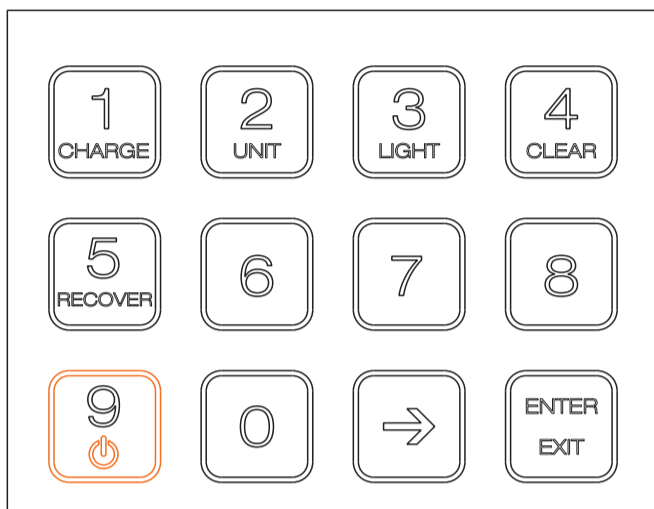 1
CHARGE
2
UNIT
3
LIGHT
4
CLEAR
5
RECOVER
6
7
8
9
0
ENTER
EXIT